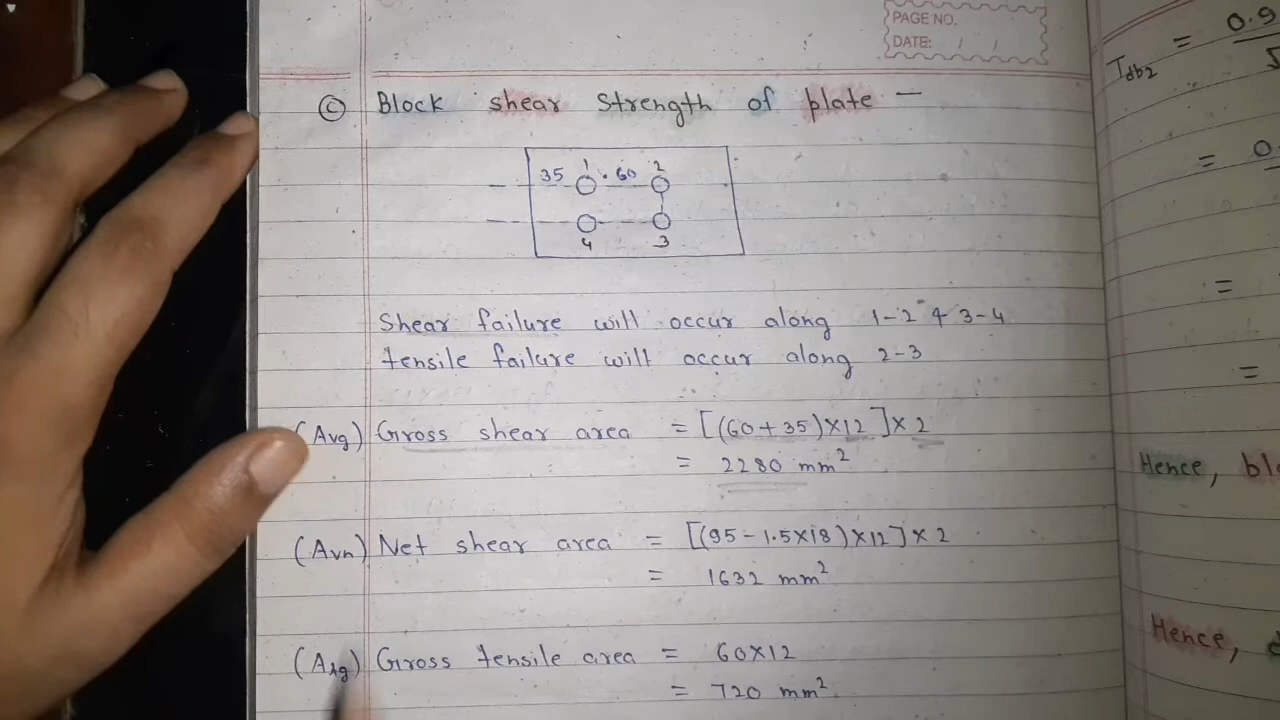 PAGE NO.
DATE: / /
Ⓒ Block shear strength of plate —
1 2
35 60
4 3
Shear failure will occur along 1-2 & 3-4
tensile failure will occur along 2-3
(Avg) Gross shear area = [(60+35)×12]×2
= 2280 mm²
(Avn) Net shear area = [(95-1.5×18)×12]×2
= 1632 mm²
(Atg) Gross tensile area = 60×12
= 720 mm²
Tdb2 = 0.9
= 0.
=
=
Hence,
Hence,